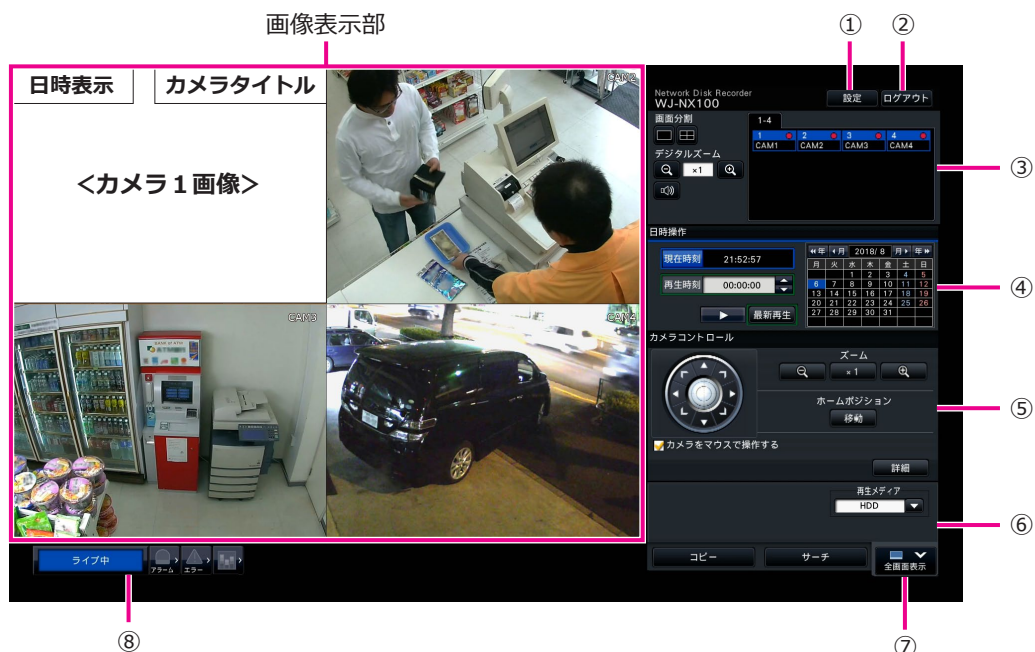 画像表示部
① ②
日時表示 カメラタイトル
<カメラ１画像>
CAM2
CAM3
CAM4
Network Disk Recorder
WJ-NX100
設定 ログアウト
画面分割
1-4
1 2 3 4
CAM1 CAM2 CAM3 CAM4
デジタルズーム
×1
③
日時操作
現在時刻 21:52:57
再生時刻 00:00:00
最新再生
年 月 2018/ 8 月 年
月 火 水 木 金 土 日
1 2 3 4 5
6 7 8 9 10 11 12
13 14 15 16 17 18 19
20 21 22 23 24 25 26
27 28 29 30 31
④
カメラコントロール
ズーム
×1
ホームポジション
移動
⑤
カメラをマウスで操作する
詳細
再生メディア
HDD
⑥
コピー サーチ
全画面表示
ライブ中
アラーム エラー
⑧ ⑦